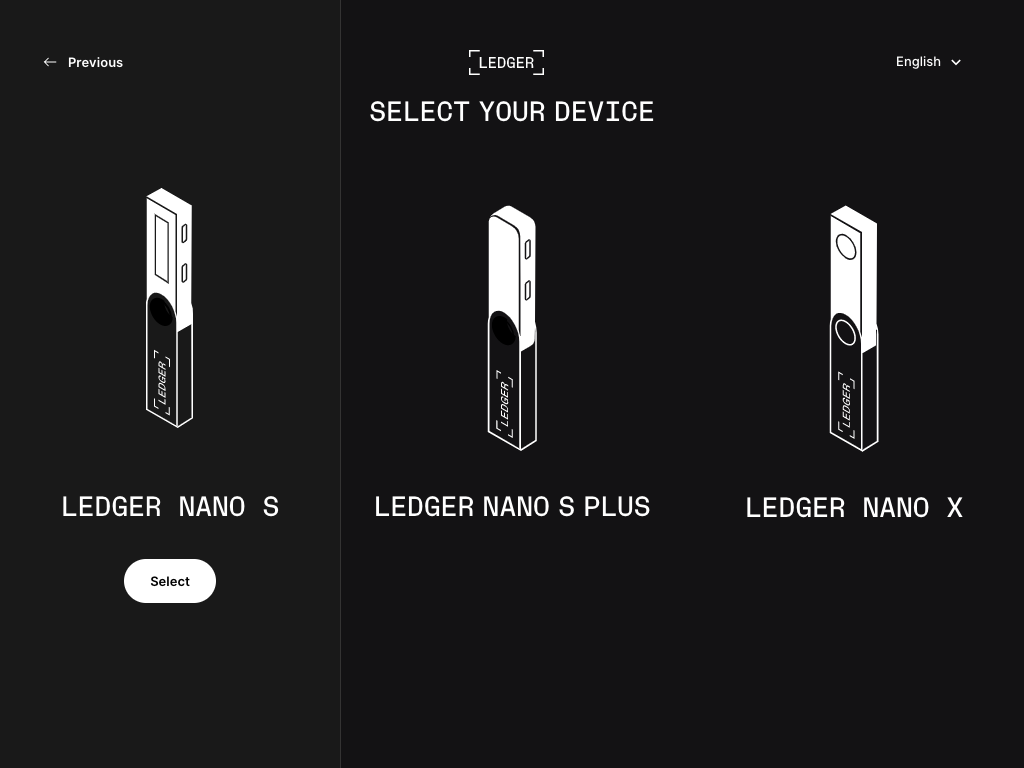 Previous
LEDGER
English
SELECT YOUR DEVICE
LEDGER
LEDGER
LEDGER
LEDGER NANO S
LEDGER NANO S PLUS
LEDGER NANO X
Select